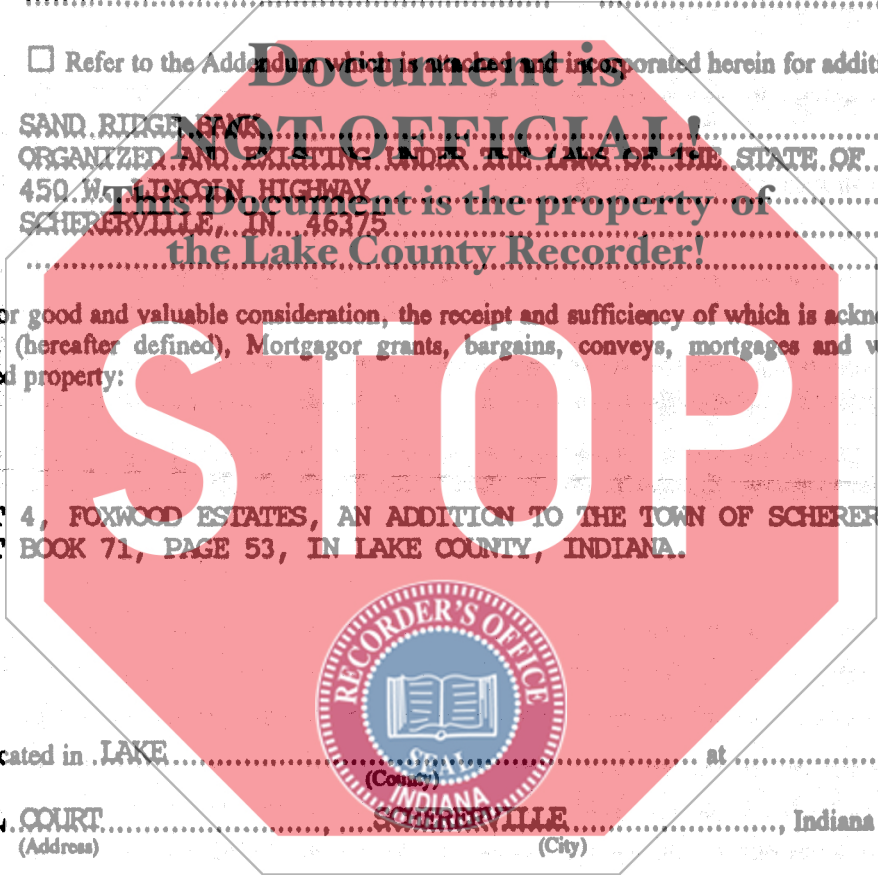 Document is
☐ Refer to the Addendum which is attached and incorporated herein for addit
SAND RIDGE BANK
NOT OFFICIAL!
ORGANIZED AND EXISTING UNDER THE LAWS OF THE STATE OF
450 W. LINCOLN HIGHWAY
This Document is the property of
SCHERERVILLE, IN 46375
the Lake County Recorder!
or good and valuable consideration, the receipt and sufficiency of which is ackn
(hereafter defined), Mortgagor grants, bargains, conveys, mortgages and w
d property:
STOP
4, FOXWOOD ESTATES, AN ADDITION TO THE TOWN OF SCHERER
BOOK 71, PAGE 53, IN LAKE COUNTY, INDIANA.
RECORDER'S OFFICE
SEAL
INDIANA
cated in LAKE at
(County)
COURT, SCHERERVILLE, Indiana
(Address) (City)